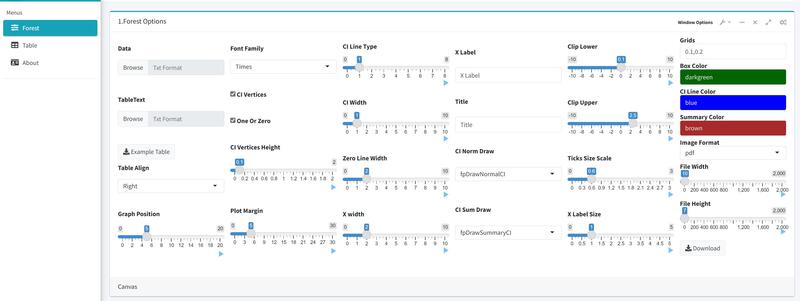 Menus
Forest
Table
About
1.Forest Options
Window Options
Data
Browse Txt Format
TableText
Browse Txt Format
Example Table
Table Align
Right
Graph Position
0 5 20
0 2 4 6 8 10 12 14 16 18 20
Font Family
Times
CI Vertices
One Or Zero
CI Vertices Height
0.1 2
0 0.2 0.4 0.6 0.8 1 1.2 1.4 1.6 1.8 2
Plot Margin
0 5 30
0 3 6 9 12 15 18 21 24 27 30
CI Line Type
0 1 8
0 1 2 3 4 5 6 7 8
CI Width
0 1 10
0 1 2 3 4 5 6 7 8 9 10
Zero Line Width
0 2 10
0 1 2 3 4 5 6 7 8 9 10
X width
0 2 10
0 1 2 3 4 5 6 7 8 9 10
X Label
X Label
Title
Title
CI Norm Draw
fpDrawNormalCI
CI Sum Draw
fpDrawSummaryCI
Clip Lower
-10 0.1 10
-10 -8 -6 -4 -2 0 2 4 6 8 10
Clip Upper
-10 2.5 10
-10 -8 -6 -4 -2 0 2 4 6 8 10
Ticks Size Scale
0 0.6 3
0 0.3 0.6 0.9 1.2 1.5 1.8 2.1 2.4 2.7 3
X Label Size
0 1 5
0 0.5 1 1.5 2 2.5 3 3.5 4 4.5 5
Grids
0.1,0.2
Box Color
darkgreen
CI Line Color
blue
Summary Color
brown
Image Format
pdf
File Width
10 2,000
0 200 400 600 800 1,200 1,600 2,000
File Height
7 2,000
0 200 400 600 800 1,200 1,600 2,000
Download
Canvas